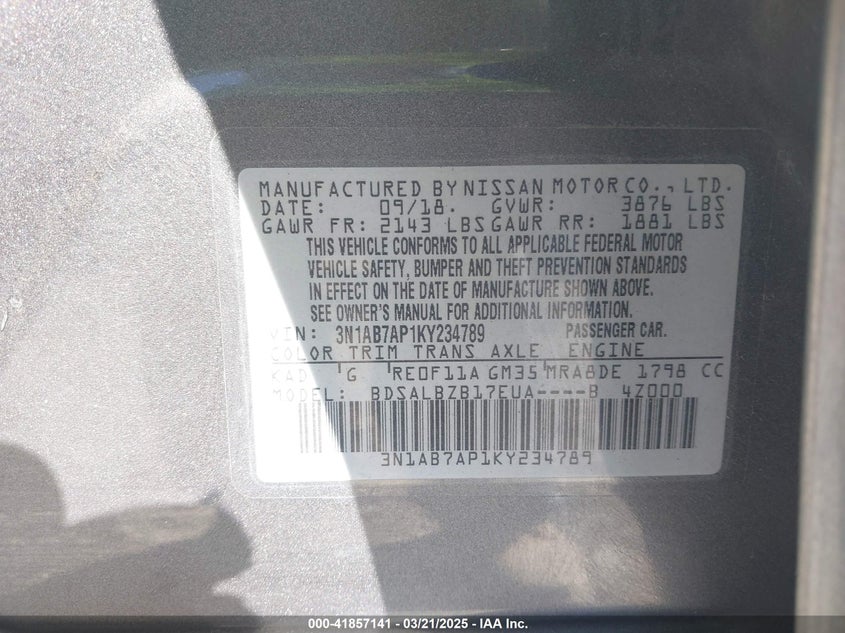 MANUFACTURED BY NISSAN MOTOR CO., LTD.
DATE: 09/18. GVWR: 3876 LBS
GAWR FR: 2143 LBS GAWR RR: 1881 LBS
THIS VEHICLE CONFORMS TO ALL APPLICABLE FEDERAL MOTOR
VEHICLE SAFETY, BUMPER AND THEFT PREVENTION STANDARDS
IN EFFECT ON THE DATE OF MANUFACTURE SHOWN ABOVE.
SEE OWNER'S MANUAL FOR ADDITIONAL INFORMATION.
VIN: 3N1AB7AP1KY234789 PASSENGER CAR.
COLOR TRIM TRANS AXLE ENGINE
KAD G RE0F11A GM35 MRA8DE 1798 CC
MODEL: BDSALBZB17EUA----B 4Z000
3N1AB7AP1KY234789
000-41857141 - 03/21/2025 - IAA Inc.